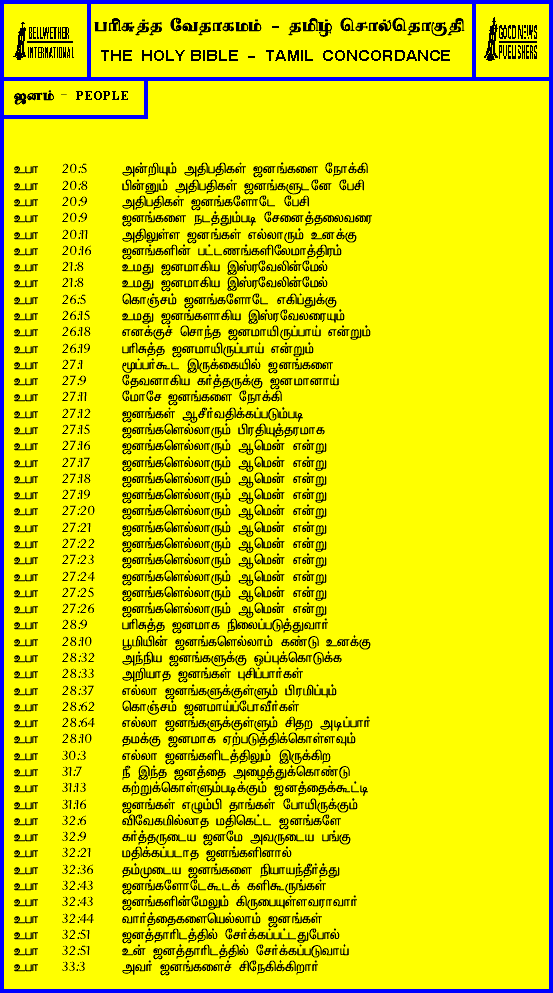 BELLWETHER
INTERNATIONAL
பரிசுத்த வேதாகமம் - தமிழ் சொல்தொகுதி
THE HOLY BIBLE - TAMIL CONCORDANCE
GOOD NEWS
PUBLISHERS
ஜனம் - PEOPLE
உபா 20:5 அன்றியும் அதிபதிகள் ஜனங்களை நோக்கி
உபா 20:8 பின்னும் அதிபதிகள் ஜனங்களுடனே பேசி
உபா 20:9 அதிபதிகள் ஜனங்களோடே பேசி
உபா 20:9 ஜனங்களை நடத்தும்படி சேனைத்தலைவரை
உபா 20:11 அதிலுள்ள ஜனங்கள் எல்லாரும் உனக்கு
உபா 20:16 ஜனங்களின் பட்டணங்களிலேமாத்திரம்
உபா 21:8 உமது ஜனமாகிய இஸ்ரவேலின்மேல்
உபா 21:8 உமது ஜனமாகிய இஸ்ரவேலின்மேல்
உபா 26:5 கொஞ்சம் ஜனங்களோடே எகிப்துக்கு
உபா 26:15 உமது ஜனங்களாகிய இஸ்ரவேலரையும்
உபா 26:18 எனக்குச் சொந்த ஜனமாயிருப்பாய் என்றும்
உபா 26:19 பரிசுத்த ஜனமாயிருப்பாய் என்றும்
உபா 27:1 மூப்பர்கூட இருக்கையில் ஜனங்களை
உபா 27:9 தேவனாகிய கர்த்தருக்கு ஜனமானாய்
உபா 27:11 மோசே ஜனங்களை நோக்கி
உபா 27:12 ஜனங்கள் ஆசீர்வதிக்கப்படும்படி
உபா 27:15 ஜனங்களெல்லாரும் பிரதியுத்தரமாக
உபா 27:16 ஜனங்களெல்லாரும் ஆமென் என்று
உபா 27:17 ஜனங்களெல்லாரும் ஆமென் என்று
உபா 27:18 ஜனங்களெல்லாரும் ஆமென் என்று
உபா 27:19 ஜனங்களெல்லாரும் ஆமென் என்று
உபா 27:20 ஜனங்களெல்லாரும் ஆமென் என்று
உபா 27:21 ஜனங்களெல்லாரும் ஆமென் என்று
உபா 27:22 ஜனங்களெல்லாரும் ஆமென் என்று
உபா 27:23 ஜனங்களெல்லாரும் ஆமென் என்று
உபா 27:24 ஜனங்களெல்லாரும் ஆமென் என்று
உபா 27:25 ஜனங்களெல்லாரும் ஆமென் என்று
உபா 27:26 ஜனங்களெல்லாரும் ஆமென் என்று
உபா 28:9 பரிசுத்த ஜனமாக நிலைப்படுத்துவார்
உபா 28:10 பூமியின் ஜனங்களெல்லாம் கண்டு உனக்கு
உபா 28:32 அந்நிய ஜனங்களுக்கு ஒப்புக்கொடுக்க
உபா 28:33 அறியாத ஜனங்கள் புசிப்பார்கள்
உபா 28:37 எல்லா ஜனங்களுக்குள்ளும் பிரமிப்பும்
உபா 28:62 கொஞ்சம் ஜனமாய்ப்போவீர்கள்
உபா 28:64 எல்லா ஜனங்களுக்குள்ளும் சிதற அடிப்பார்
உபா 28:10 தமக்கு ஜனமாக ஏற்படுத்திக்கொள்ளவும்
உபா 30:3 எல்லா ஜனங்களிடத்திலும் இருக்கிற
உபா 31:7 நீ இந்த ஜனத்தை அழைத்துக்கொண்டு
உபா 31:13 கற்றுக்கொள்ளும்படிக்கும் ஜனத்தைக்கூட்டி
உபா 31:16 ஜனங்கள் எழும்பி தாங்கள் போயிருக்கும்
உபா 32:6 விவேகமில்லாத மதிகெட்ட ஜனங்களே
உபா 32:9 கர்த்தருடைய ஜனமே அவருடைய பங்கு
உபா 32:21 மதிக்கப்படாத ஜனங்களினால்
உபா 32:36 தம்முடைய ஜனங்களை நியாயந்தீர்த்து
உபா 32:43 ஜனங்களோடேகூடக் களிகூருங்கள்
உபா 32:43 ஜனங்களின்மேலும் கிருபையுள்ளவராவார்
உபா 32:44 வார்த்தைகளையெல்லாம் ஜனங்கள்
உபா 32:51 ஜனத்தாரிடத்தில் சேர்க்கப்பட்டதுபோல்
உபா 32:51 உன் ஜனத்தாரிடத்தில் சேர்க்கப்படுவாய்
உபா 33:3 அவர் ஜனங்களைச் சிநேகிக்கிறார்